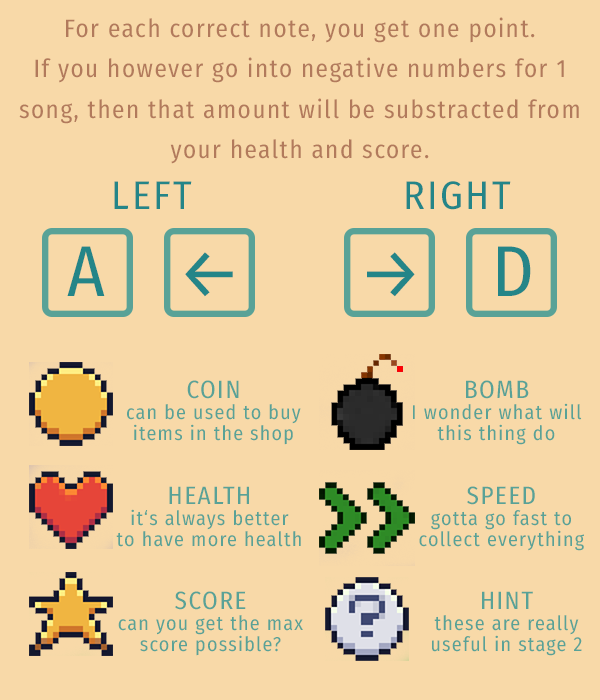 For each correct note, you get one point.
If you however go into negative numbers for 1
song, then that amount will be substracted from
your health and score.
LEFT
RIGHT
A
←
→
D
COIN
can be used to buy
items in the shop
BOMB
I wonder what will
this thing do
HEALTH
it‘s always better
to have more health
SPEED
gotta go fast to
collect everything
SCORE
can you get the max
score possible?
?
HINT
these are really
useful in stage 2